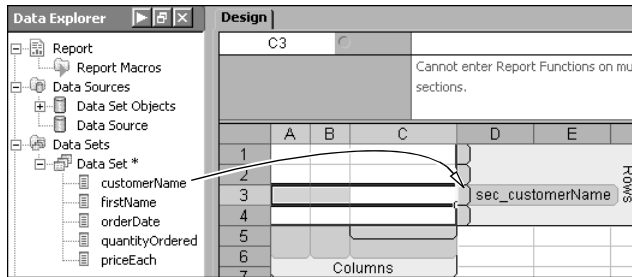 Data Explorer
Report
Report Macros
Data Sources
Data Set Objects
Data Source
Data Sets
Data Set *
customerName
firstName
orderDate
quantityOrdered
priceEach
Design
C3
Cannot enter Report Functions on mu
sections.
A B C D E
1
2
3 sec_customerName
4
5
6
7
Rows
Columns